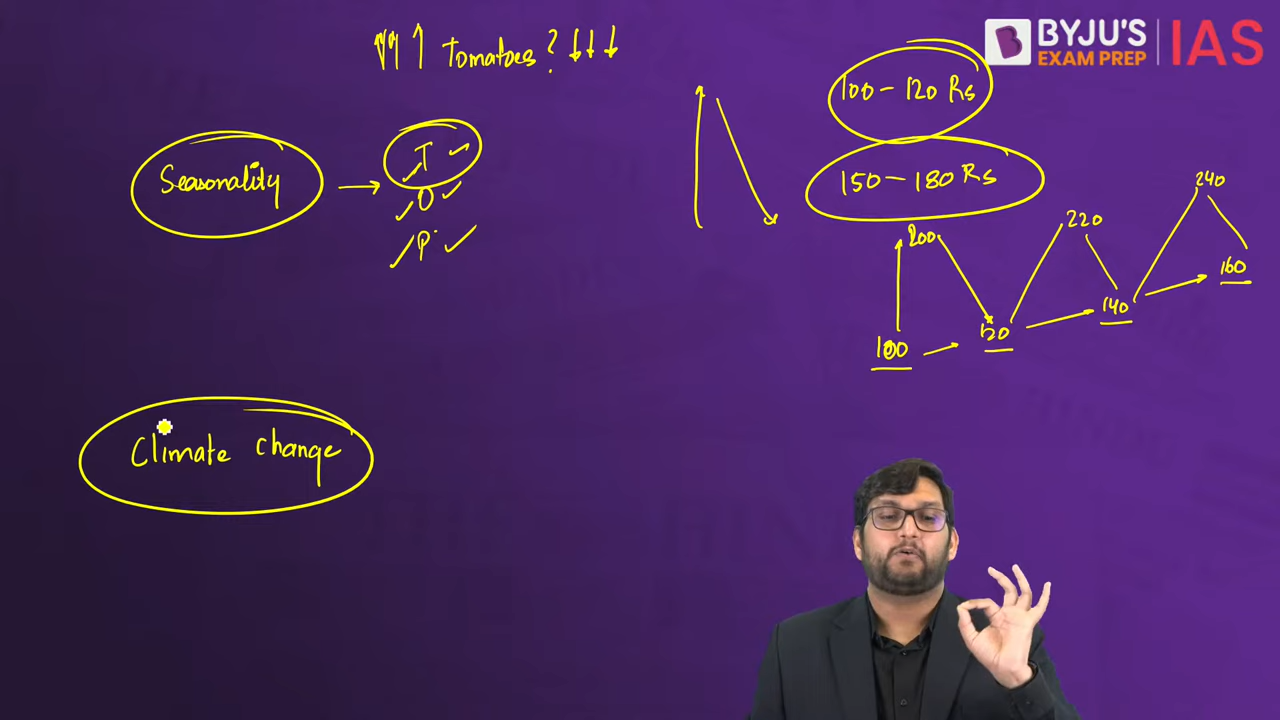 ↑↑↑ Tomatoes? ↓↓↓
BYJU'S
EXAM PREP
IAS
100 – 120 Rs
Seasonality → T ✓
O ✓
P ✓
150 – 180 Rs
240
220
200
160
140
100
Climate change